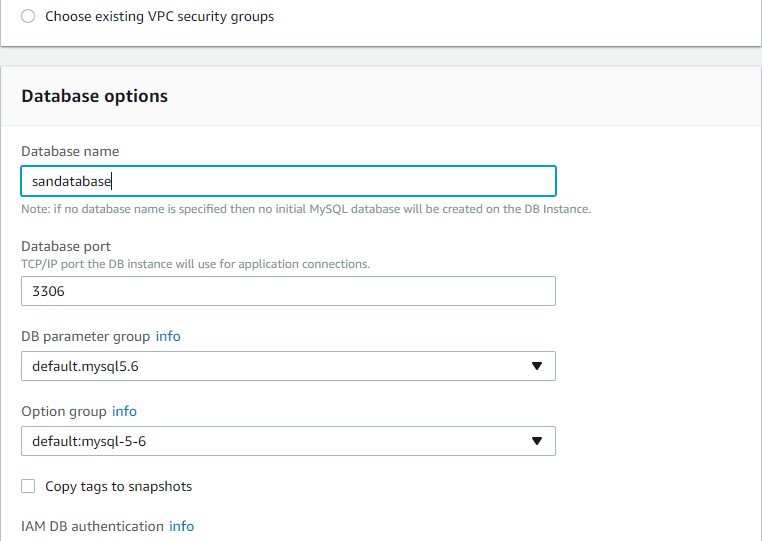 Choose existing VPC security groups
Database options
Database name
sandatabase
Note: if no database name is specified then no initial MySQL database will be created on the DB Instance.
Database port
TCP/IP port the DB instance will use for application connections.
3306
DB parameter group info
default.mysql5.6
Option group info
default:mysql-5-6
Copy tags to snapshots
IAM DB authentication info